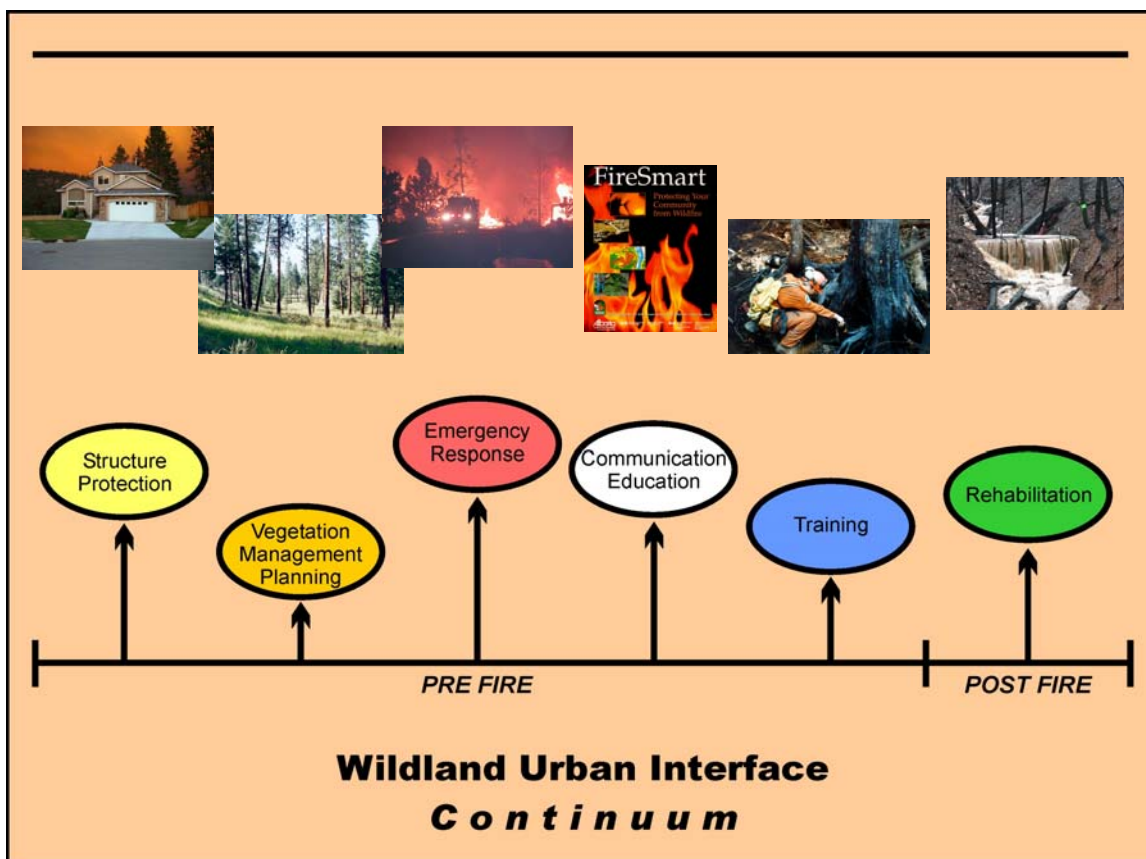 FireSmart
Protecting Your
Community
from Wildfire
Structure
Protection
Vegetation
Management
Planning
Emergency
Response
Communication
Education
Training
Rehabilitation
PRE FIRE
POST FIRE
Wildland Urban Interface
Continuum